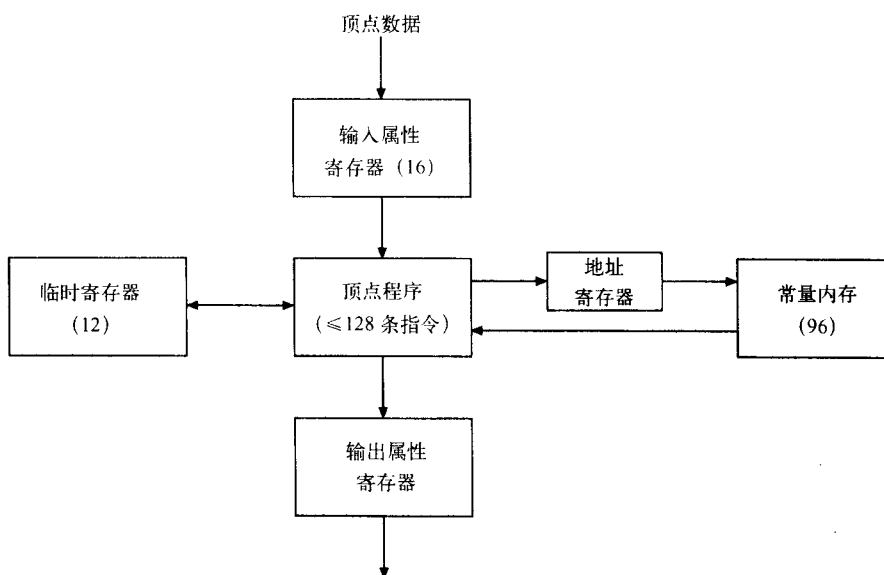 顶点数据
输入属性
寄存器（16）
临时寄存器
（12）
顶点程序
（≤128 条指令）
地址
寄存器
常量内存
（96）
输出属性
寄存器